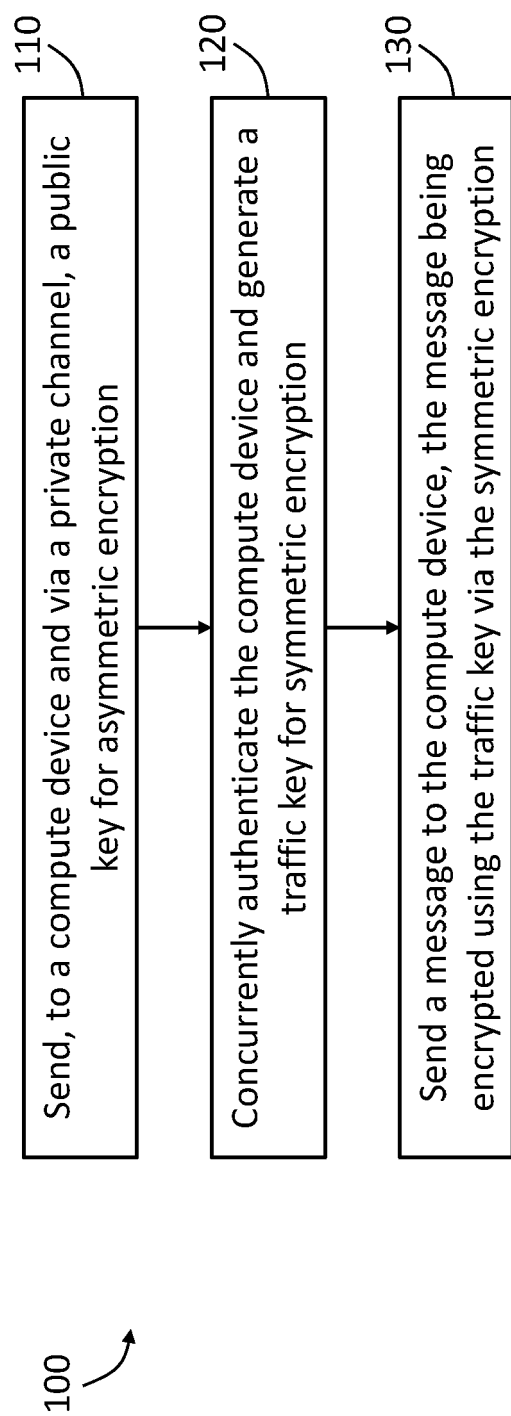 100
110
Send, to a compute device and via a private channel, a public
key for asymmetric encryption
120
Concurrently authenticate the compute device and generate a
traffic key for symmetric encryption
130
Send a message to the compute device, the message being
encrypted using the traffic key via the symmetric encryption